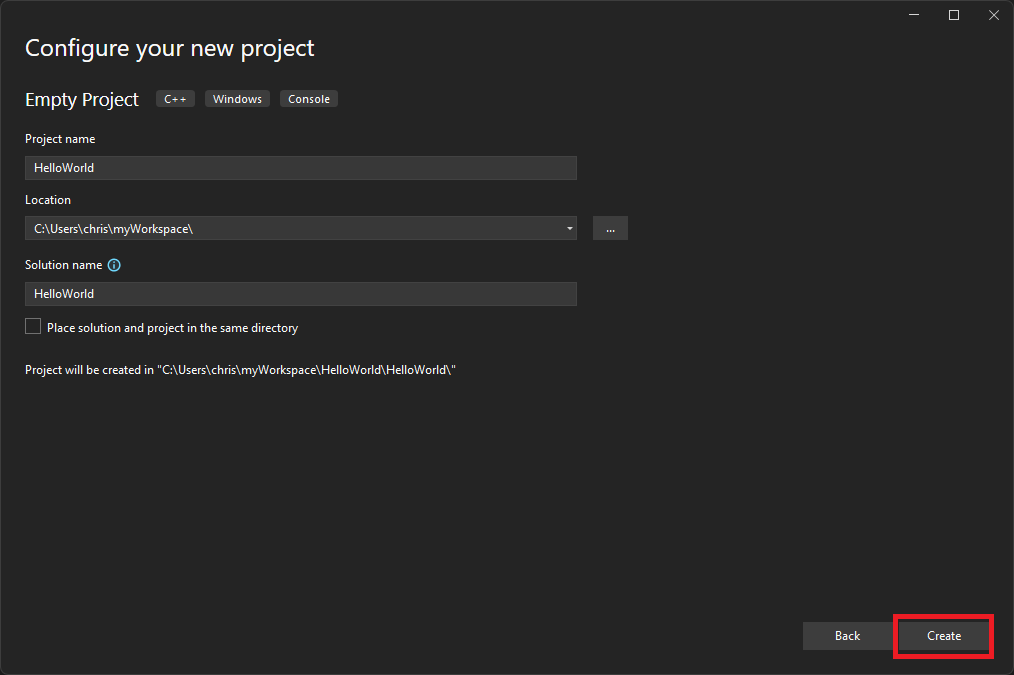 Configure your new project
Empty Project C++ Windows Console
Project name
HelloWorld
Location
C:\Users\chris\myWorkspace\ ...
Solution name
HelloWorld
Place solution and project in the same directory
Project will be created in "C:\Users\chris\myWorkspace\HelloWorld\HelloWorld\"
Back Create